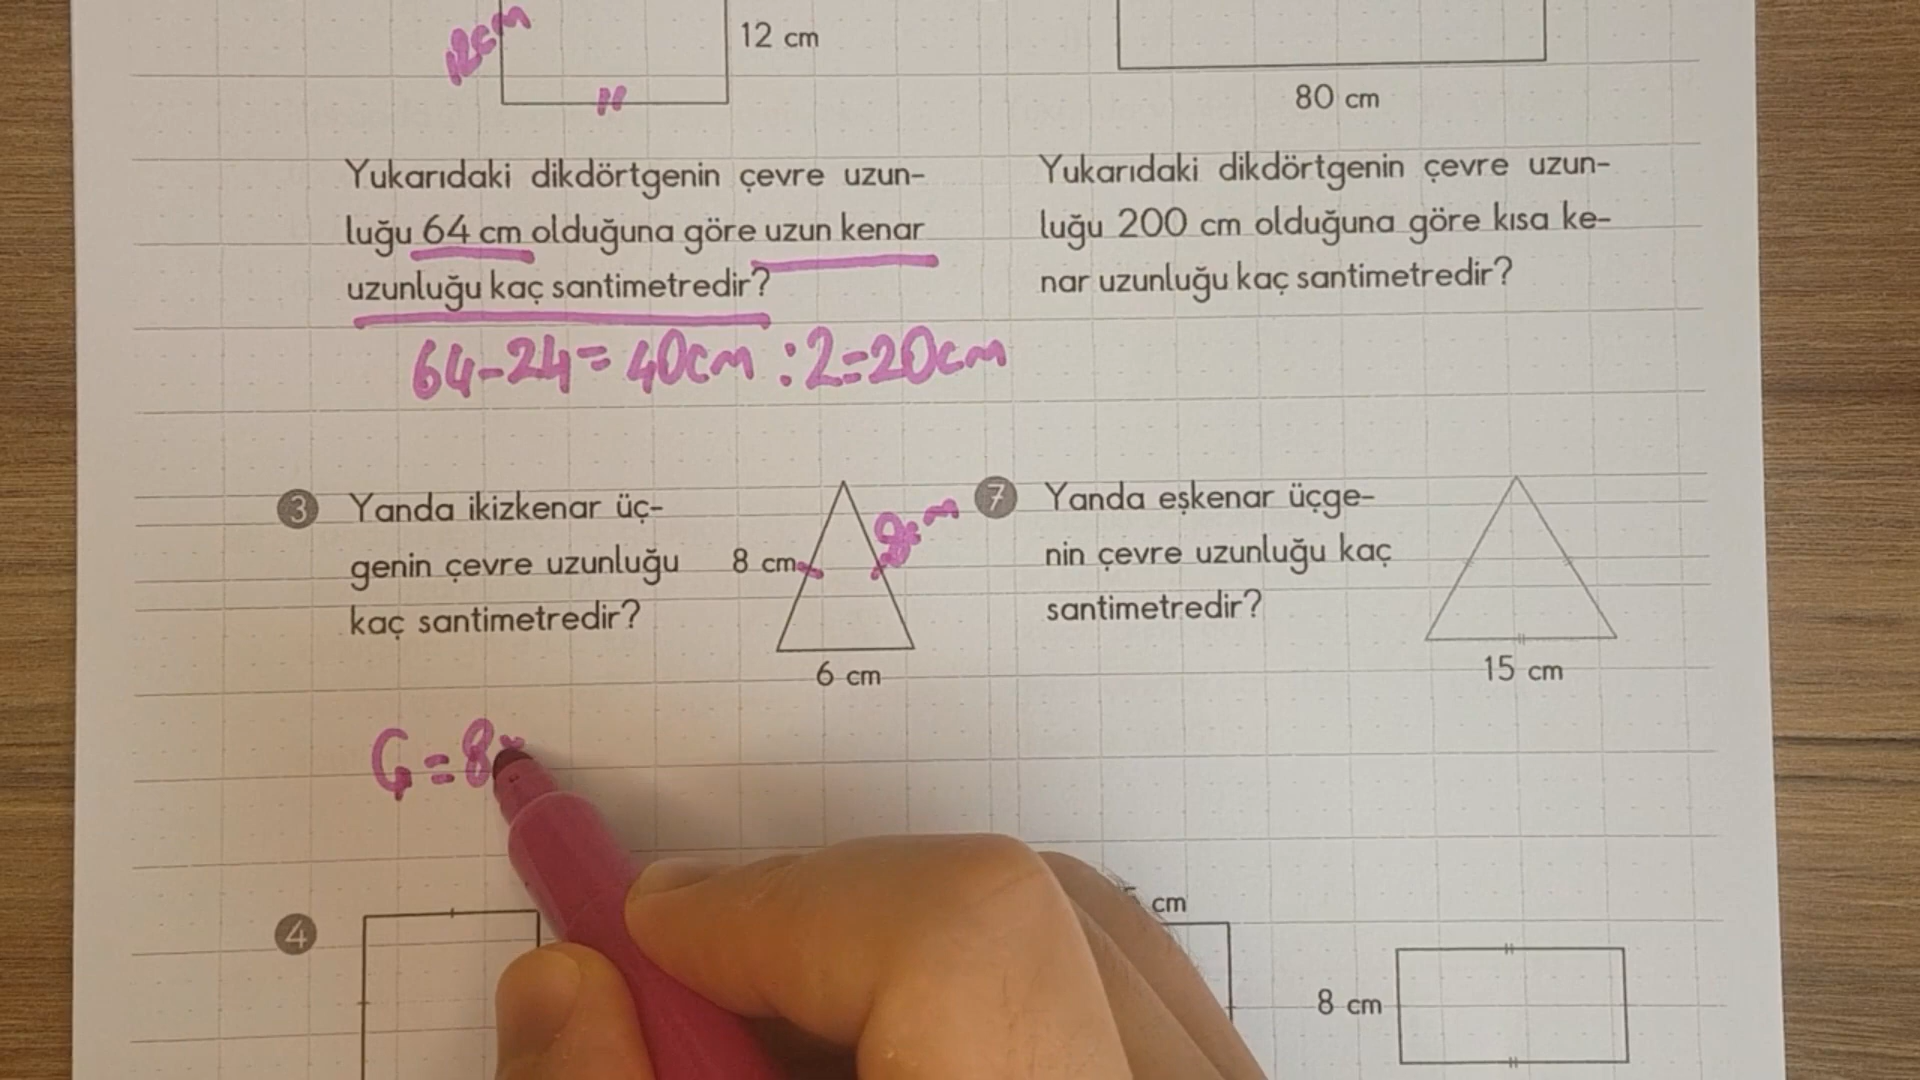 12cm
12 cm
80 cm
Yukarıdaki dikdörtgenin çevre uzun-
luğu 64 cm olduğuna göre uzun kenar
uzunluğu kaç santimetredir?
64-24=40cm :2=20cm
Yukarıdaki dikdörtgenin çevre uzun-
luğu 200 cm olduğuna göre kısa ke-
nar uzunluğu kaç santimetredir?
3 Yanda ikizkenar üç-
genin çevre uzunluğu
kaç santimetredir?
8 cm
8cm
6 cm
7 Yanda eşkenar üçge-
nin çevre uzunluğu kaç
santimetredir?
15 cm
Ç=8
4
cm
8 cm